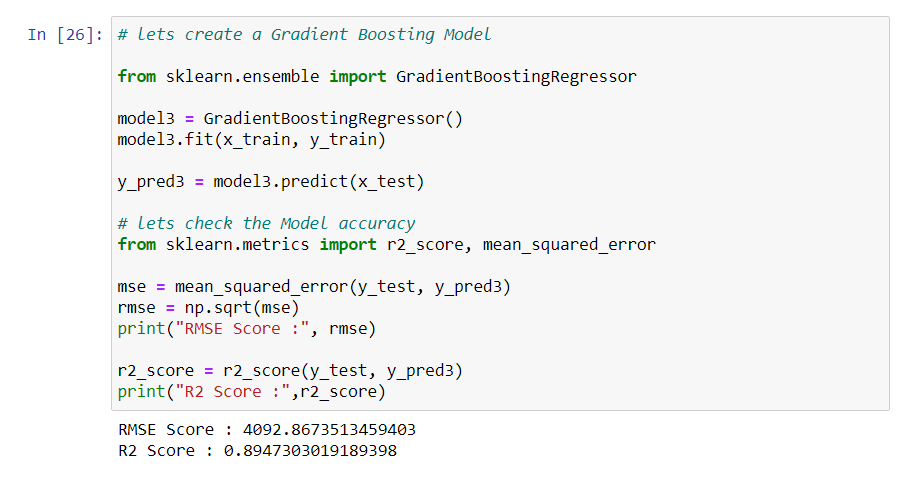 In [26]: # lets create a Gradient Boosting Model
from sklearn.ensemble import GradientBoostingRegressor
model3 = GradientBoostingRegressor()
model3.fit(x_train, y_train)
y_pred3 = model3.predict(x_test)
# lets check the Model accuracy
from sklearn.metrics import r2_score, mean_squared_error
mse = mean_squared_error(y_test, y_pred3)
rmse = np.sqrt(mse)
print("RMSE Score :", rmse)
r2_score = r2_score(y_test, y_pred3)
print("R2 Score :",r2_score)
RMSE Score : 4092.8673513459403
R2 Score : 0.8947303019189398